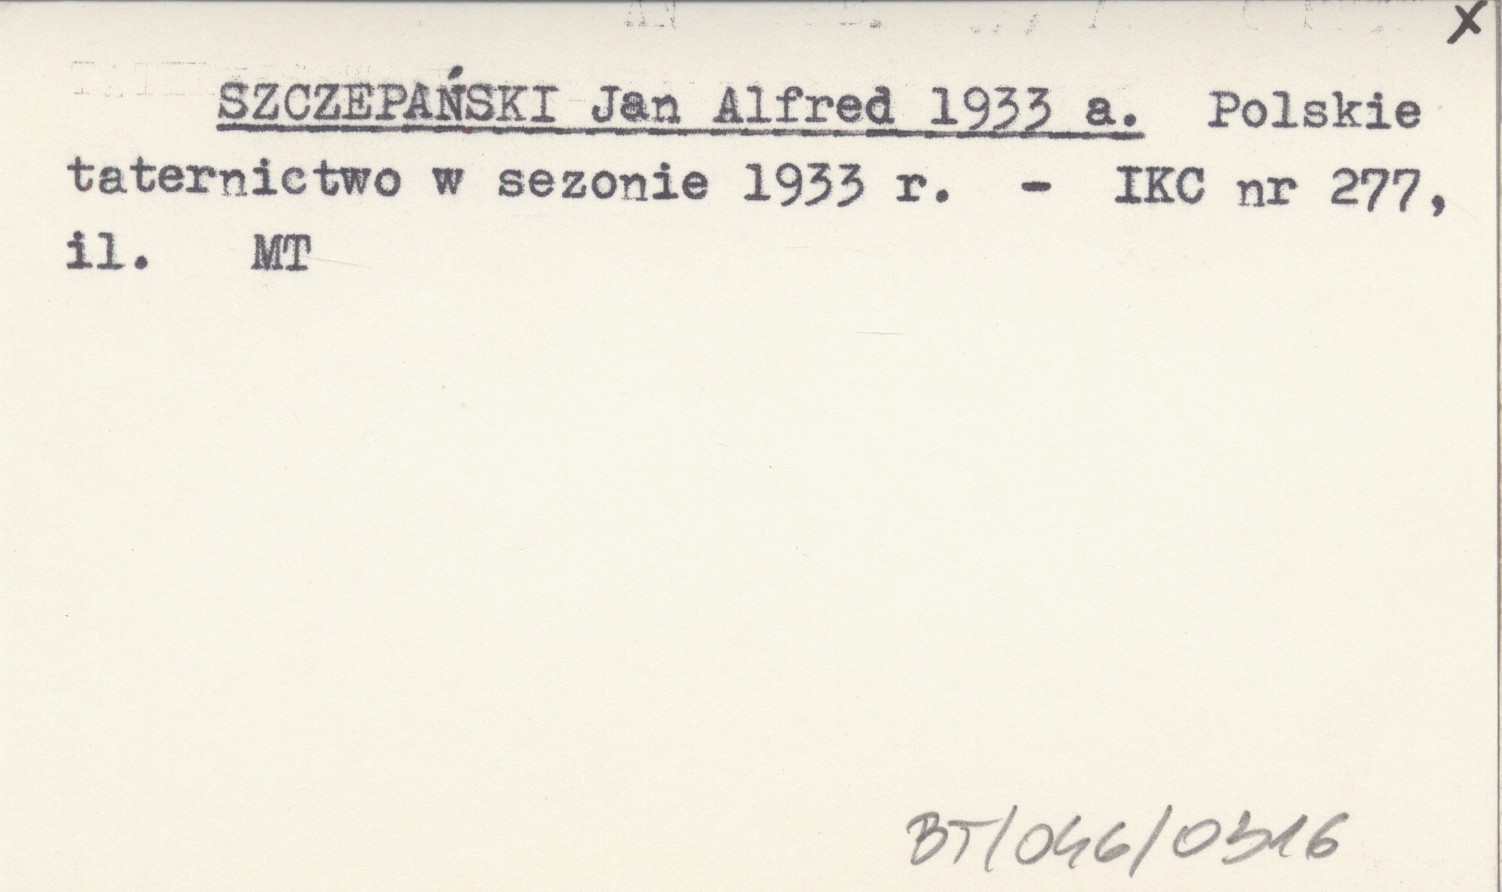 x
SZCZEPAŃSKI Jan Alfred 1933 a. Polskie
taternictwo w sezonie 1933 r. - IKC nr 277,
il. MT
BT/046/0316